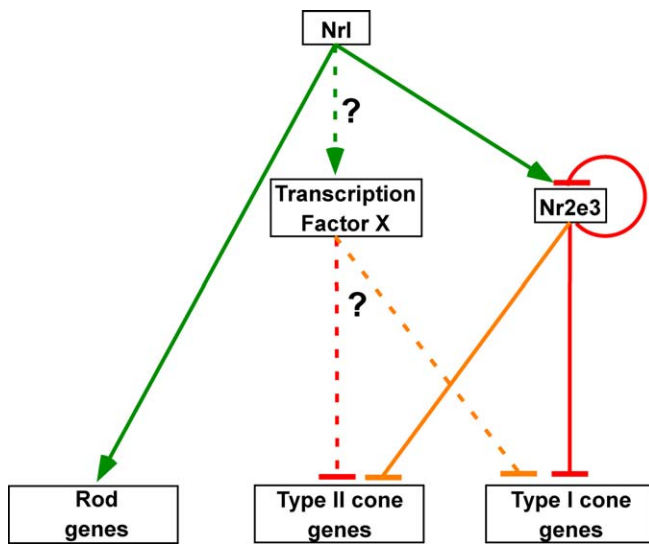 Nrl
?
Transcription
Factor X
Nr2e3
?
Rod
genes
Type II cone
genes
Type I cone
genes